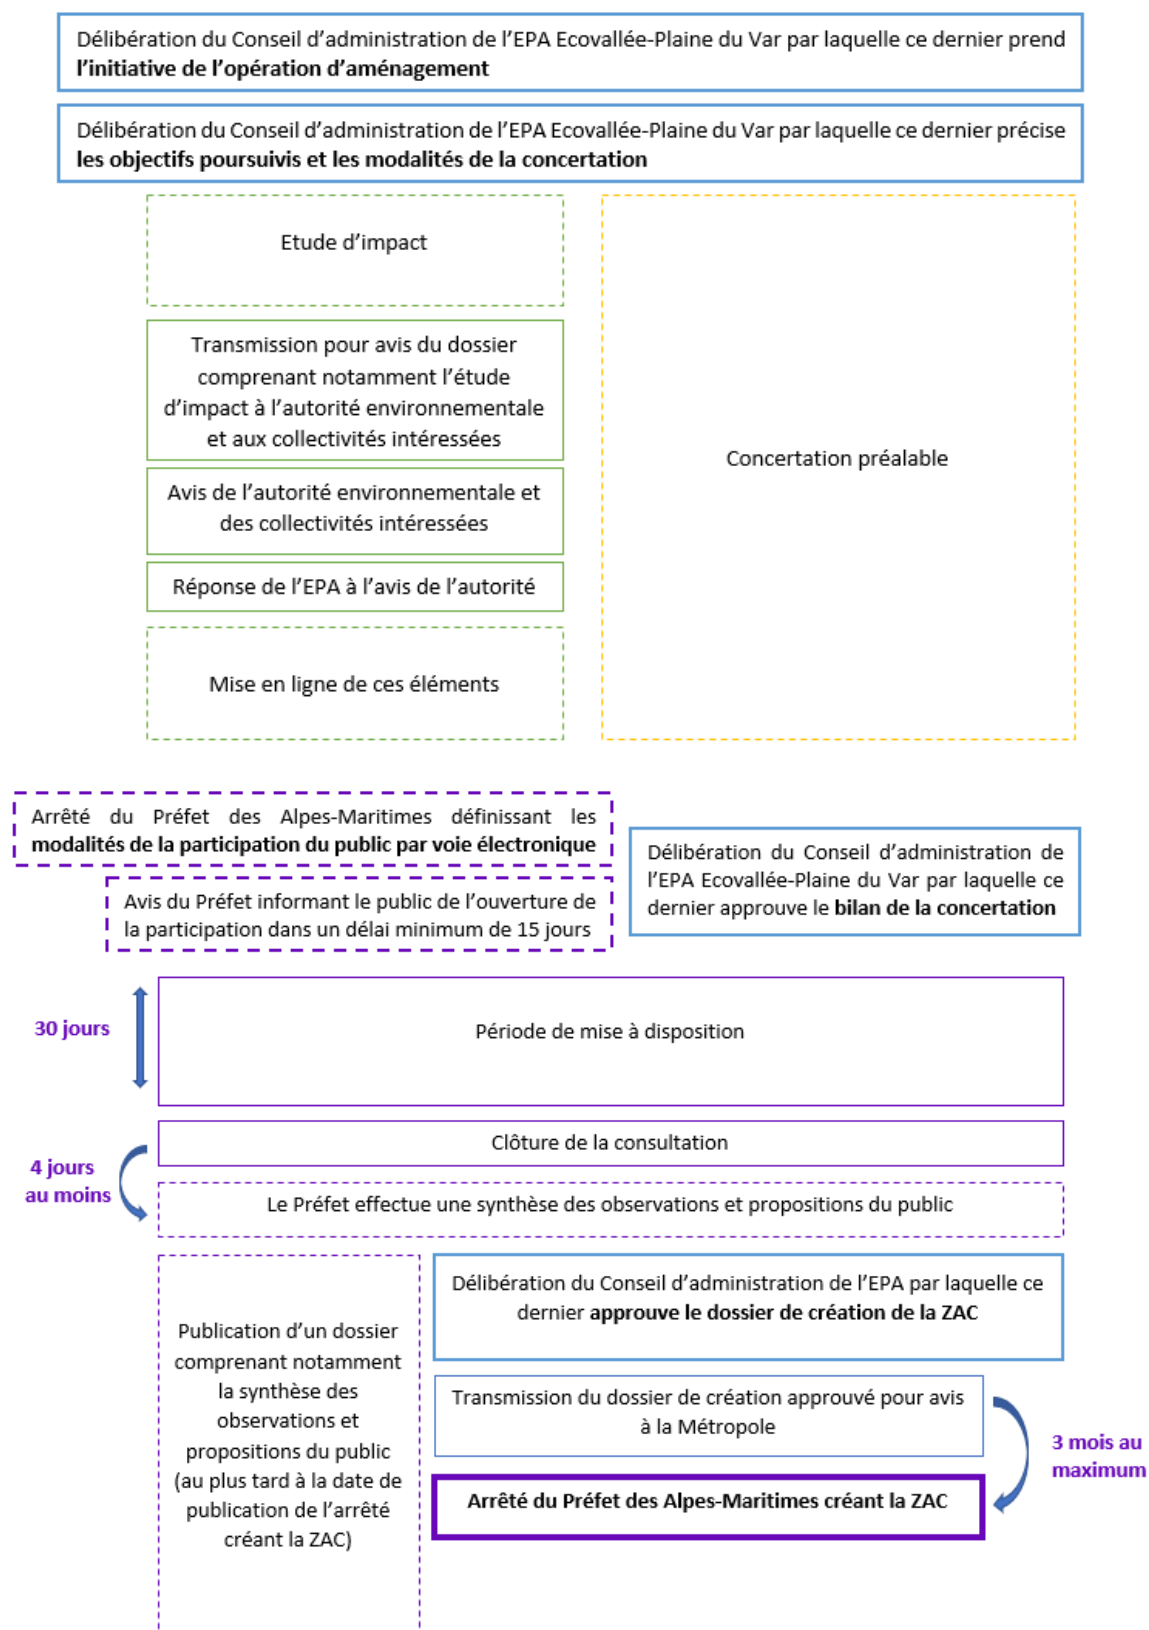 Délibération du Conseil d’administration de l’EPA Ecovallée-Plaine du Var par laquelle ce dernier prend
l’initiative de l’opération d’aménagement
Délibération du Conseil d’administration de l’EPA Ecovallée-Plaine du Var par laquelle ce dernier précise
les objectifs poursuivis et les modalités de la concertation
Etude d’impact
Transmission pour avis du dossier
comprenant notamment l’étude
d’impact à l’autorité environnementale
et aux collectivités intéressées
Avis de l’autorité environnementale et
des collectivités intéressées
Réponse de l’EPA à l’avis de l’autorité
Mise en ligne de ces éléments
Concertation préalable
Arrêté du Préfet des Alpes-Maritimes définissant les
modalités de la participation du public par voie électronique
Avis du Préfet informant le public de l’ouverture de
la participation dans un délai minimum de 15 jours
Délibération du Conseil d’administration de
l’EPA Ecovallée-Plaine du Var par laquelle ce
dernier approuve le bilan de la concertation
30 jours
Période de mise à disposition
Clôture de la consultation
4 jours
au moins
Le Préfet effectue une synthèse des observations et propositions du public
Publication d’un dossier
comprenant notamment
la synthèse des
observations et
propositions du public
(au plus tard à la date de
publication de l’arrêté
créant la ZAC)
Délibération du Conseil d’administration de l’EPA par laquelle ce
dernier approuve le dossier de création de la ZAC
Transmission du dossier de création approuvé pour avis
à la Métropole
3 mois au
maximum
Arrêté du Préfet des Alpes-Maritimes créant la ZAC